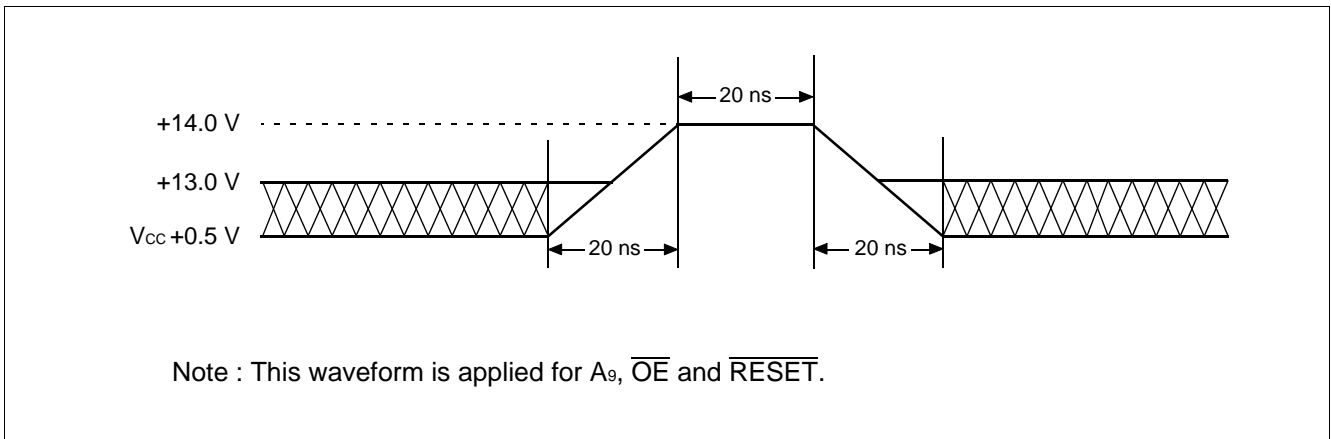 20 ns
+14.0 V
+13.0 V
VCC +0.5 V
20 ns
20 ns
Note : This waveform is applied for A9, OE and RESET.